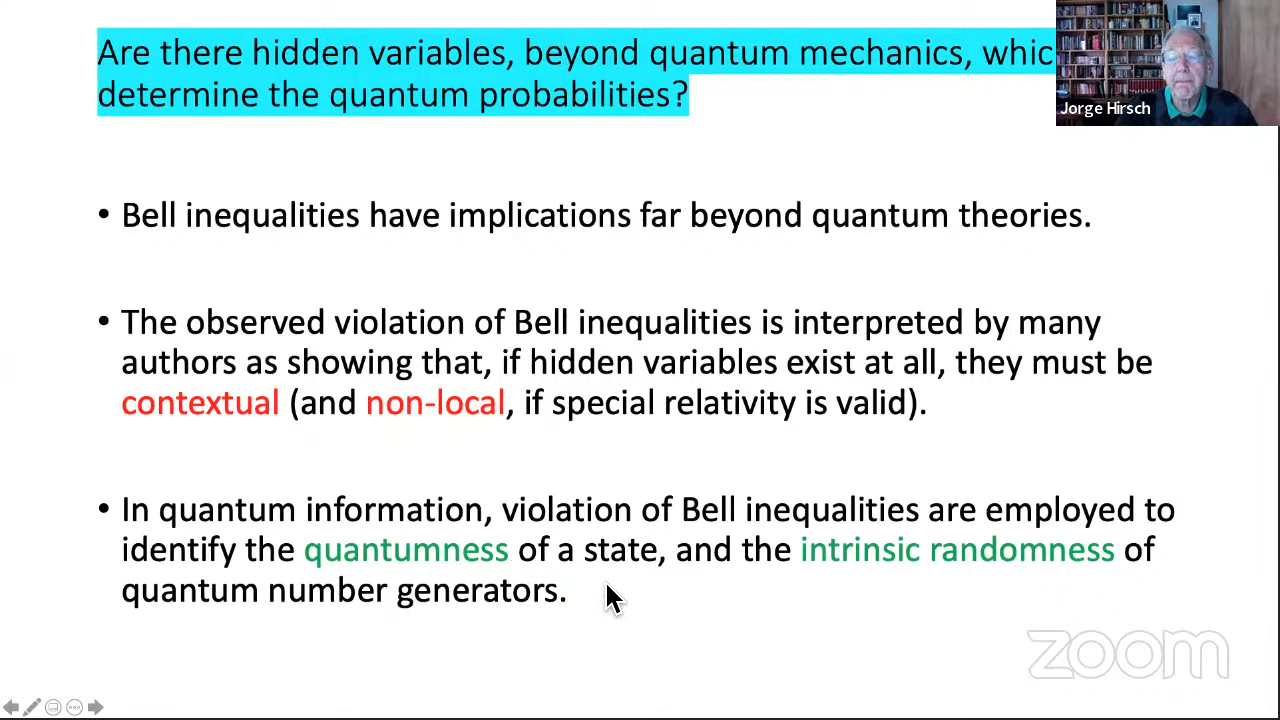 Are there hidden variables, beyond quantum mechanics, whic
determine the quantum probabilities?
Jorge Hirsch
• Bell inequalities have implications far beyond quantum theories.
• The observed violation of Bell inequalities is interpreted by many
authors as showing that, if hidden variables exist at all, they must be
contextual (and non-local, if special relativity is valid).
• In quantum information, violation of Bell inequalities are employed to
identify the quantumness of a state, and the intrinsic randomness of
quantum number generators.
zoom